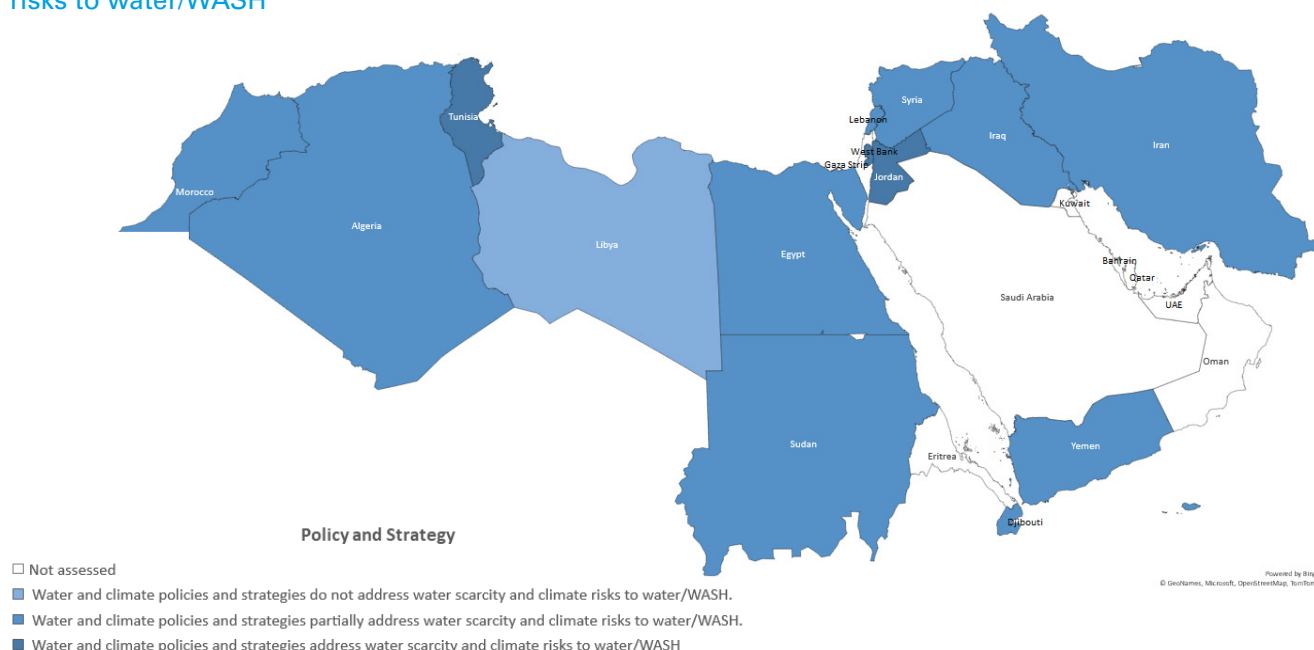 risks to water/WASH
Tunisia
Morocco
Algeria
Libya
Egypt
Sudan
Lebanon
Syria
West Bank
Gaza Strip
Jordan
Iraq
Iran
Kuwait
Bahrain
Qatar
UAE
Saudi Arabia
Oman
Eritrea
Yemen
Djibouti
Policy and Strategy
Not assessed
Water and climate policies and strategies do not address water scarcity and climate risks to water/WASH.
Water and climate policies and strategies partially address water scarcity and climate risks to water/WASH.
Water and climate policies and strategies address water scarcity and climate risks to water/WASH
Powered by Bing
© GeoNames, Microsoft, OpenStreetMap, TomTom